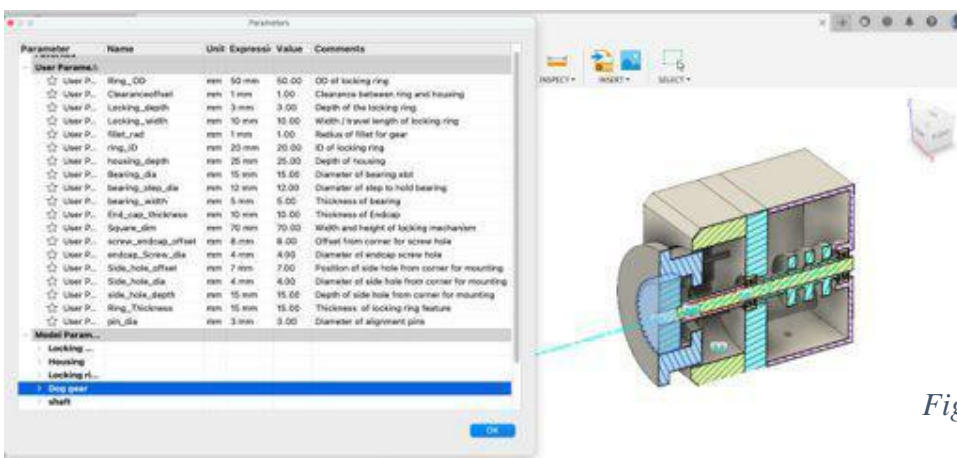 Parameters
Parameter Name Unit Expressi Value Comments
User Param
User P... Ring_OD mm 50 mm 50.00 OD of locking ring
User P... Clearanceoffset mm 1 mm 1.00 Clearance between ring and housing
User P... Locking_depth mm 3 mm 3.00 Depth of the locking ring
User P... Locking_width mm 10 mm 10.00 Width / travel length of locking ring
User P... fillet_rad mm 1 mm 1.00 Radius of fillet for gear
User P... ring_ID mm 20 mm 20.00 ID of locking ring
User P... housing_depth mm 25 mm 25.00 Depth of housing
User P... Bearing_dia mm 15 mm 15.00 Diameter of bearing slot
User P... bearing_step_dia mm 12 mm 12.00 Diameter of step to hold bearing
User P... bearing_width mm 5 mm 5.00 Thickness of bearing
User P... End_cap_thickness mm 10 mm 10.00 Thickness of Endcap
User P... Square_dim mm 70 mm 70.00 Width and height of locking mechanism
User P... screw_endcap_offset mm 8 mm 8.00 Offset from corner for screw hole
User P... endcap_Screw_dia mm 4 mm 4.00 Diameter of endcap screw hole
User P... Side_hole_offset mm 7 mm 7.00 Position of side hole from corner for mounting
User P... Side_hole_dia mm 4 mm 4.00 Diameter of side hole from corner for mounting
User P... side_hole_depth mm 15 mm 15.00 Depth of side hole from corner for mounting
User P... Ring_Thickness mm 15 mm 15.00 Thickness of locking ring feature
User P... pin_dia mm 3 mm 3.00 Diameter of alignment pins
Model Param...
Locking ...
Housing
Locking ri...
Dog gear
shaft
OK
INSPECT INSERT SELECT
Fig